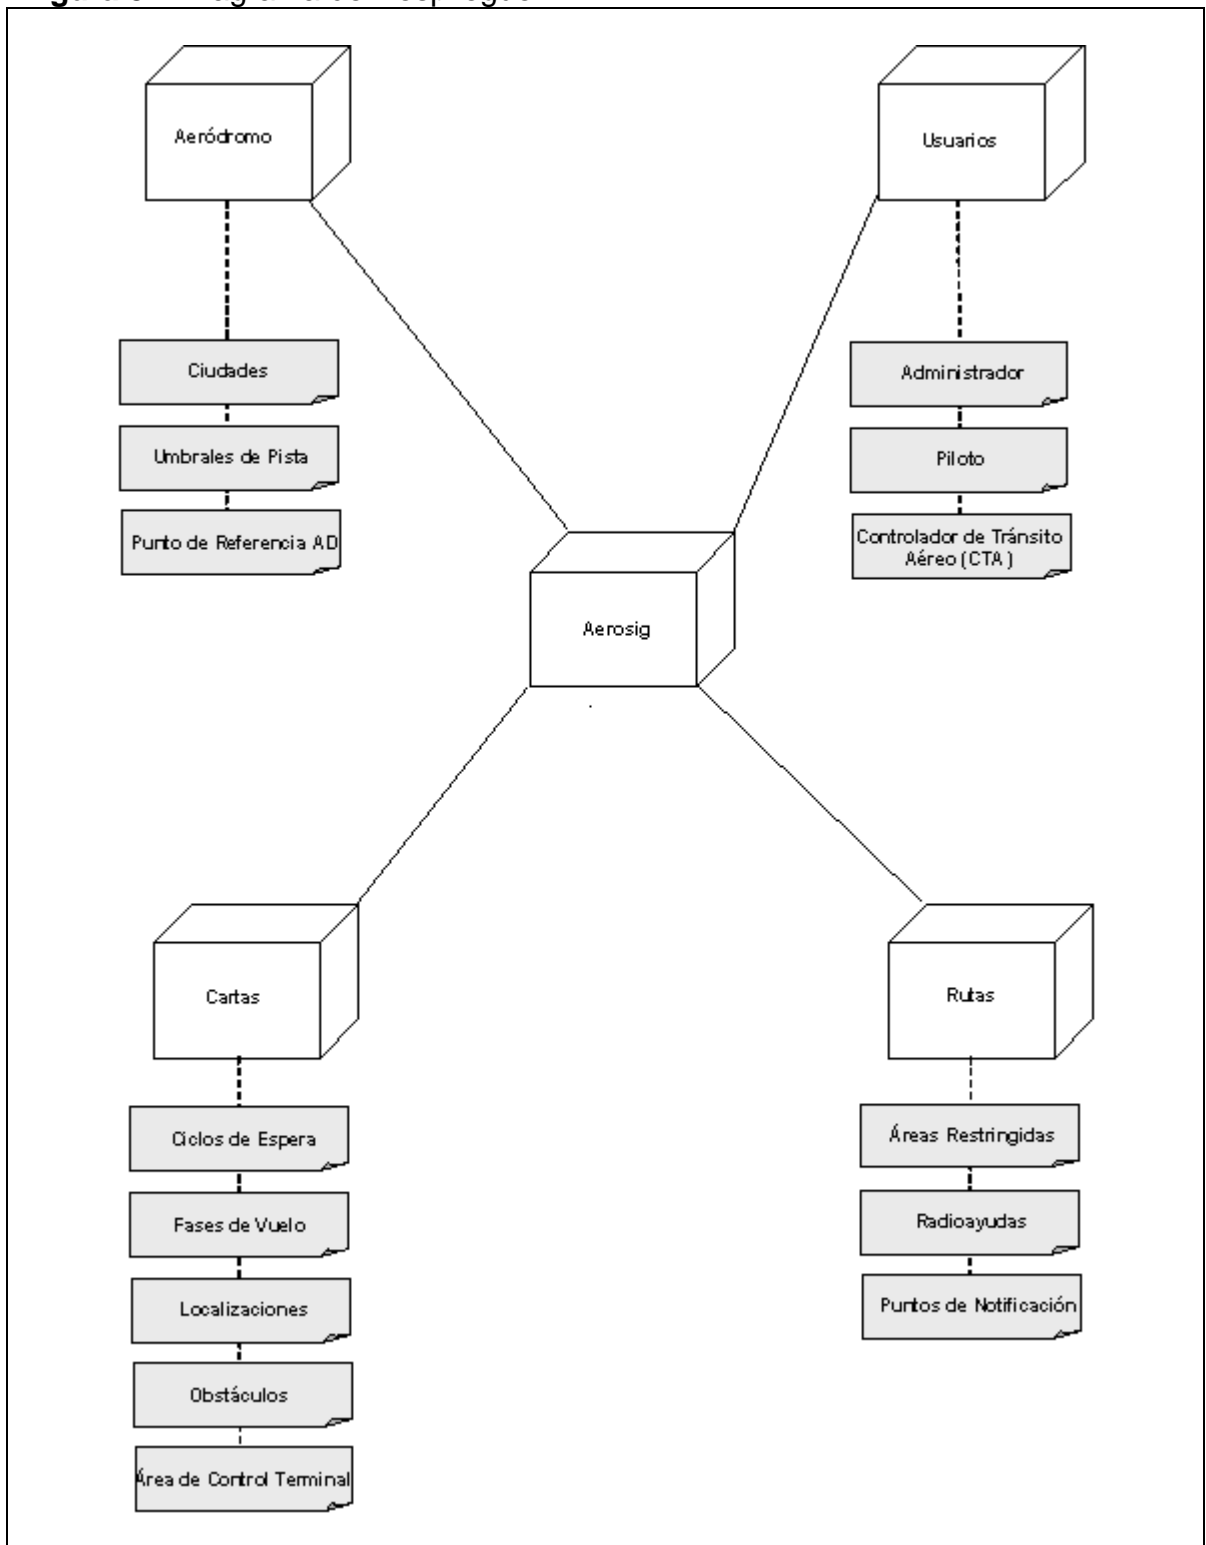 Aeródromo
Usuarios
Ciudades
Umbrales de Pista
Punto de Referencia AD
Administrador
Piloto
Controlador de Tránsito
Aéreo (CTA)
Aerosig
Cartas
Rutas
Ciclos de Espera
Fases de Vuelo
Localizaciones
Obstáculos
Área de Control Terminal
Áreas Restringidas
Radioayudas
Puntos de Notificación